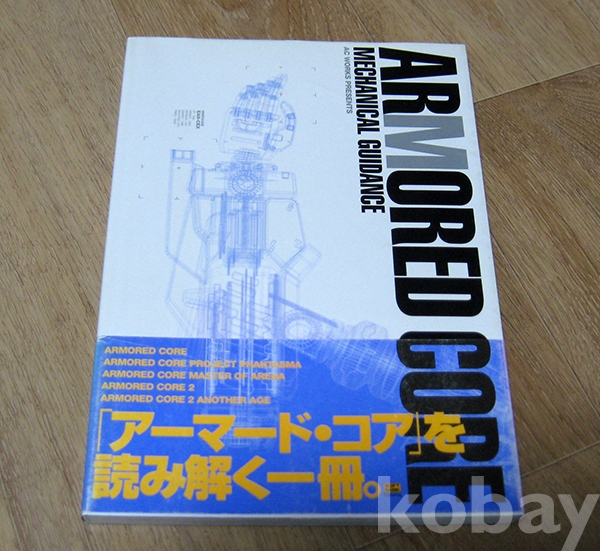 ARMORED CORE
MECHANICAL GUIDANCE
AC WORKS PRESENTS
ARMORED CORE
ARMORED CORE PROJECT PHANTASMA
ARMORED CORE MASTER OF ARENA
ARMORED CORE 2
ARMORED CORE 2 ANOTHER AGE
「アーマード・コア」を
読み解く一冊。
kobay